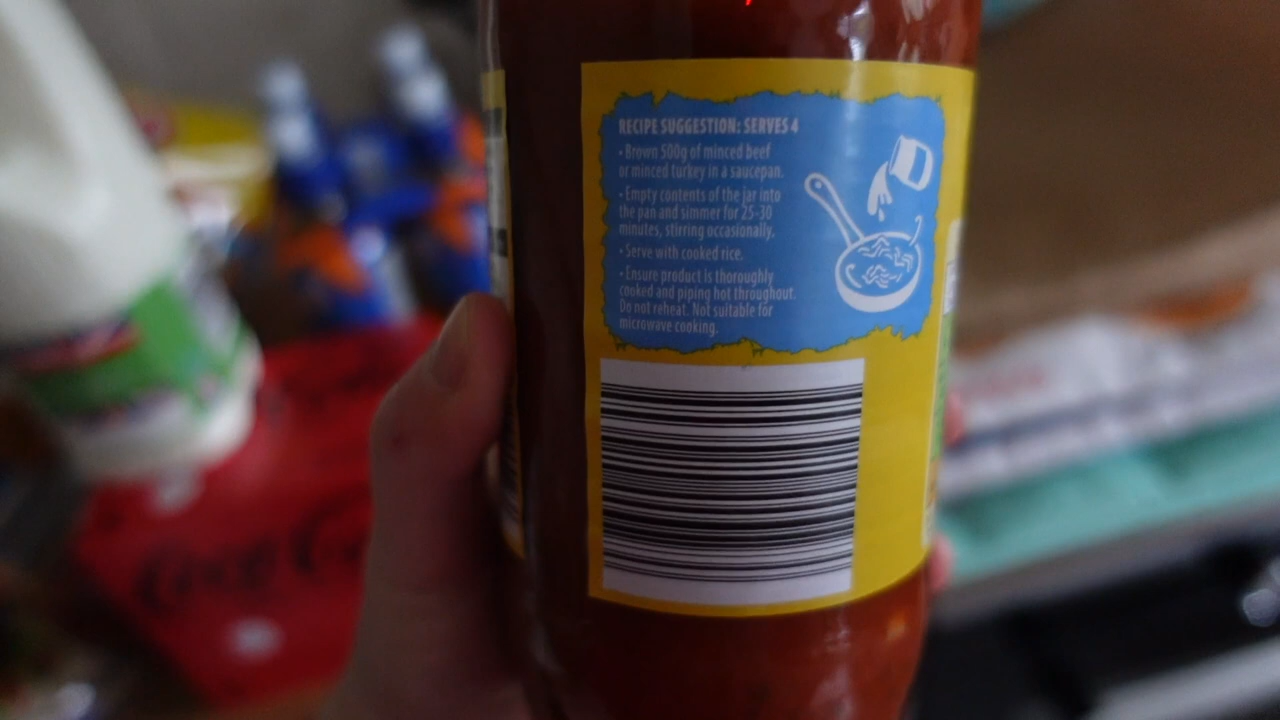 RECIPE SUGGESTION: SERVES 4
• Brown 500g of minced beef
or minced turkey in a saucepan.
• Empty contents of the jar into
the pan and simmer for 25-30
minutes, stirring occasionally.
• Serve with cooked rice.
• Ensure product is thoroughly
cooked and piping hot throughout.
Do not reheat. Not suitable for
microwave cooking.
Coca Co